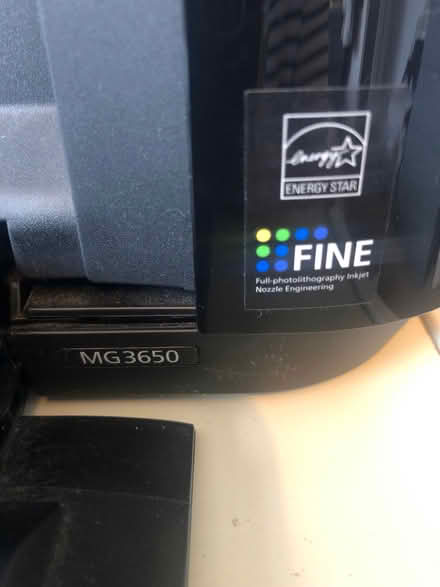 energy
ENERGY STAR
FINE
Full-photolithography Inkjet
Nozzle Engineering
MG3650